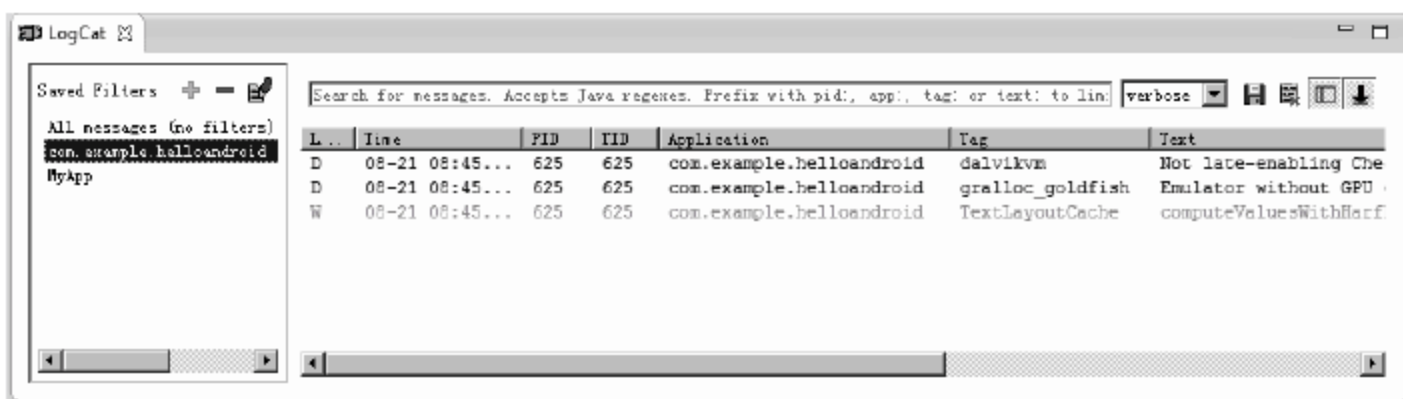 LogCat
Saved Filters
All messages (no filters)
com.example.helloandroid
MyApp
Search for messages. Accepts Java regexes. Prefix with pid:, app:, tag: or text: to lim:
verbose
L... Time PID TID Application Tag Text
D 08-21 08:45... 625 625 com.example.helloandroid dalvikvm Not late-enabling Che
D 08-21 08:45... 625 625 com.example.helloandroid gralloc_goldfish Emulator without GPU
W 08-21 08:45... 625 625 com.example.helloandroid TextLayoutCache computeValuesWithHarf